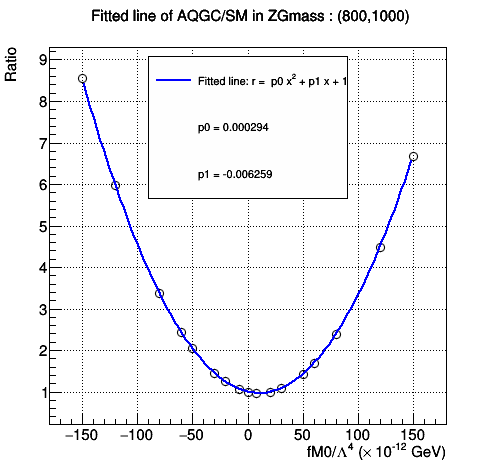 Fitted line of AQGC/SM in ZGmass : (800,1000)
Ratio
9
8
7
6
5
4
3
2
1
Fitted line: r = p0 x² + p1 x + 1
p0 = 0.000294
p1 = -0.006259
−150 −100 −50 0 50 100 150
fM0/Λ⁴ (× 10⁻¹² GeV)